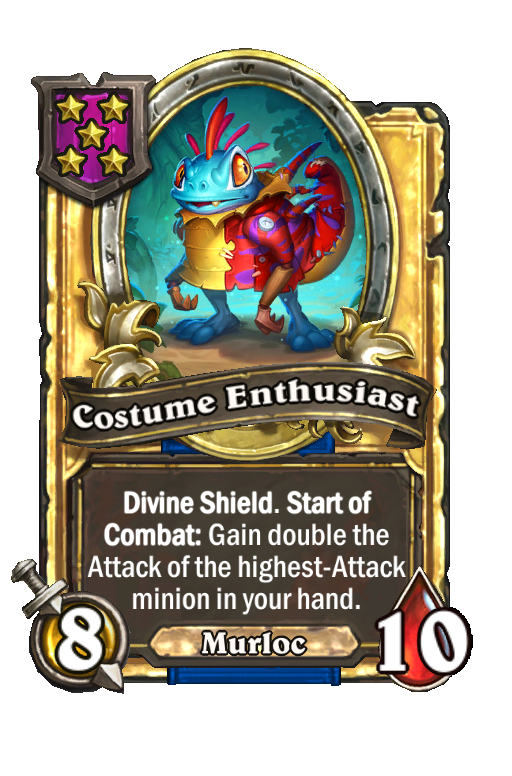 Costume Enthusiast
Divine Shield. Start of
Combat: Gain double the
Attack of the highest-Attack
minion in your hand.
8
Murloc
10